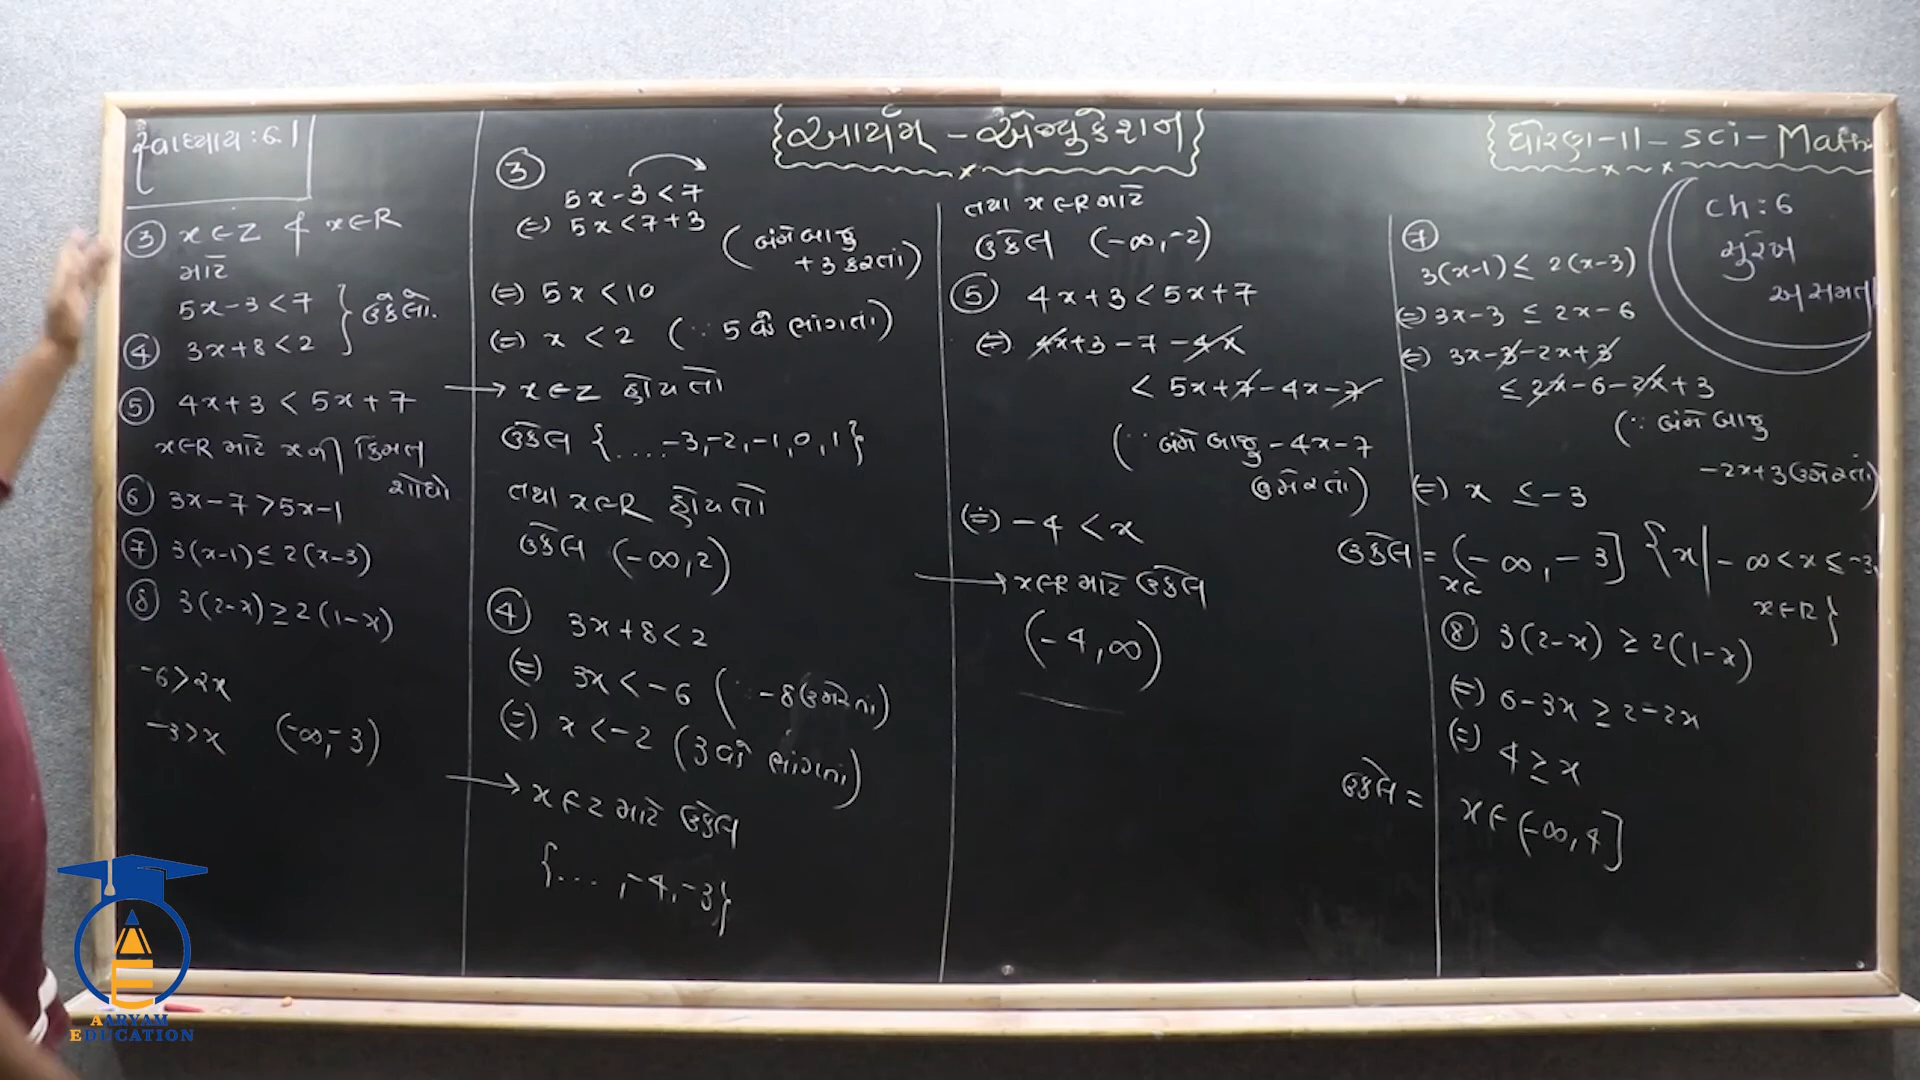 સ્વાધ્યાય : 6.1
આર્યમ્ - એજ્યુકેશન
ધોરણ-11-sci-Maths
ch: 6
સુરેખ
અસમતા
③ x∈Z & x∈R
માટે
5x-3<7
④ 3x+8<2
} ઉકેલો.
⑤ 4x+3 < 5x+7
x∈R માટે x ની કિંમત
શોધો
⑥ 3x-7>5x-1
⑦ 3(x-1)≤2(x-3)
⑧ 3(2-x)≥2(1-x)
-6>2x
-3>x (-∞,-3)
③
5x-3<7
(=) 5x<7+3
(બંને બાજુ
+3 કરતાં)
(=) 5x<10
(=) x<2 (∵ 5 વડે ભાંગતાં)
→ x∈Z હોય તો
ઉકેલ {....-3,-2,-1,0,1}
તથા x∈R હોય તો
ઉકેલ (-∞,2)
④ 3x+8<2
(=) 3x<-6 (∵ -8 ઉમેરતા)
(=) x<-2 (3 વડે ભાંગતા)
→ x∈Z માટે ઉકેલ
{....,-4,-3}
તથા x∈R માટે
ઉકેલ (-∞,-2)
⑤ 4x+3<5x+7
(=) 4x+3-7-4x
< 5x+7-4x-7
(∵ બંને બાજુ -4x-7
ઉમેરતાં)
(=) -4<x
→ x∈R માટે ઉકેલ
(-4,∞)
⑦
3(x-1)≤2(x-3)
(=) 3x-3≤2x-6
(=) 3x-3-2x+3
≤2x-6-2x+3
(∵ બંને બાજુ
-2x+3 ઉમેરતાં)
(=) x≤-3
ઉકેલ = (-∞,-3] {x|-∞<x≤-3,
x∈
x∈R}
⑧ 3(2-x)≥2(1-x)
(=) 6-3x≥2-2x
(=) 4≥x
ઉકેલ = x∈(-∞,4]
AARYAM
EDUCATION